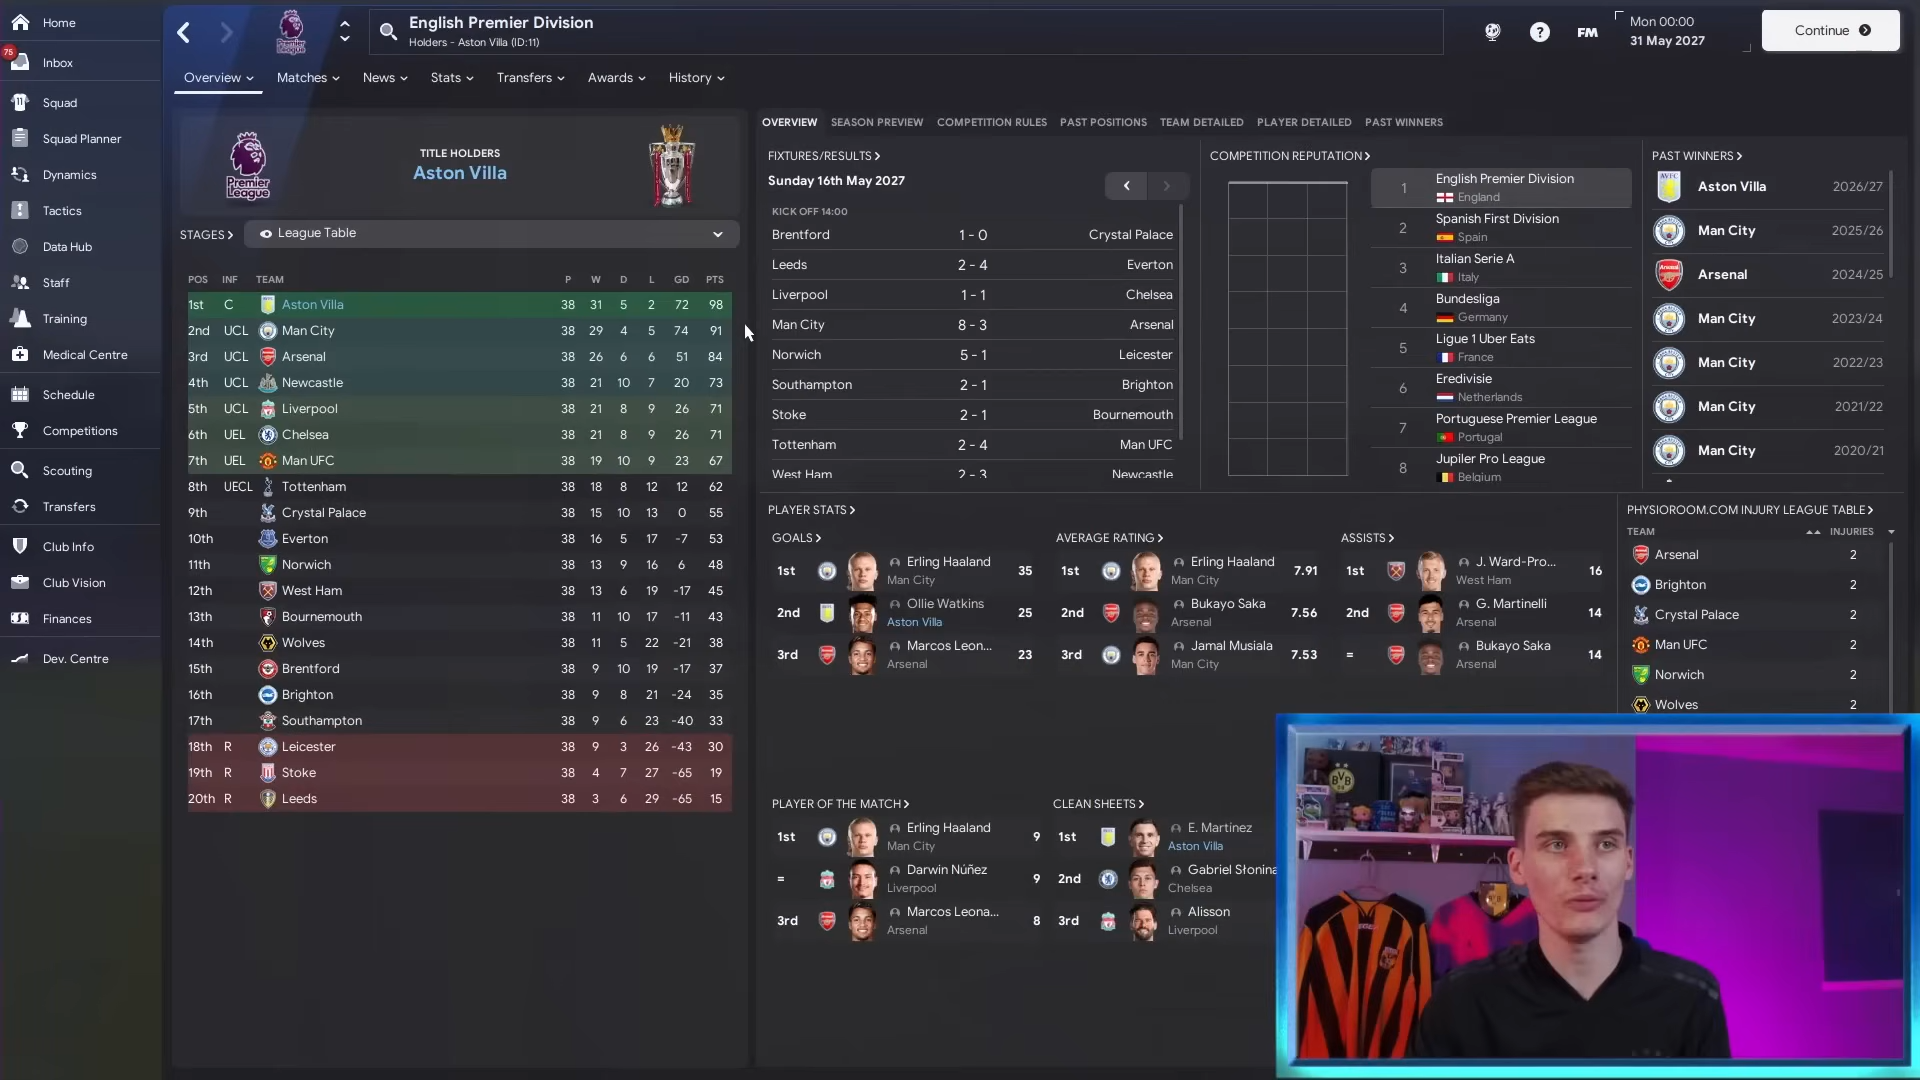 Home
75
Inbox
Squad
Squad Planner
Dynamics
Tactics
Data Hub
Staff
Training
Medical Centre
Schedule
Competitions
Scouting
Transfers
Club Info
Club Vision
Finances
Dev. Centre
Premier League
English Premier Division
Holders - Aston Villa (ID:11)
?
FM
Mon 00:00
31 May 2027
Continue
Overview Matches News Stats Transfers Awards History
Premier League
TITLE HOLDERS
Aston Villa
STAGES League Table
POS INF TEAM P W D L GD PTS
1st C Aston Villa 38 31 5 2 72 98
2nd UCL Man City 38 29 4 5 74 91
3rd UCL Arsenal 38 26 6 6 51 84
4th UCL Newcastle 38 21 10 7 20 73
5th UCL Liverpool 38 21 8 9 26 71
6th UEL Chelsea 38 21 8 9 26 71
7th UEL Man UFC 38 19 10 9 23 67
8th UECL Tottenham 38 18 8 12 12 62
9th Crystal Palace 38 15 10 13 0 55
10th Everton 38 16 5 17 -7 53
11th Norwich 38 13 9 16 6 48
12th West Ham 38 13 6 19 -17 45
13th Bournemouth 38 11 10 17 -11 43
14th Wolves 38 11 5 22 -21 38
15th Brentford 38 9 10 19 -17 37
16th Brighton 38 9 8 21 -24 35
17th Southampton 38 9 6 23 -40 33
18th R Leicester 38 9 3 26 -43 30
19th R Stoke 38 4 7 27 -65 19
20th R Leeds 38 3 6 29 -65 15
OVERVIEW SEASON PREVIEW COMPETITION RULES PAST POSITIONS TEAM DETAILED PLAYER DETAILED PAST WINNERS
FIXTURES/RESULTS
Sunday 16th May 2027
KICK OFF 14:00
Brentford 1 - 0 Crystal Palace
Leeds 2 - 4 Everton
Liverpool 1 - 1 Chelsea
Man City 8 - 3 Arsenal
Norwich 5 - 1 Leicester
Southampton 2 - 1 Brighton
Stoke 2 - 1 Bournemouth
Tottenham 2 - 4 Man UFC
West Ham 2 - 3 Newcastle
COMPETITION REPUTATION
1 English Premier Division
England
2 Spanish First Division
Spain
3 Italian Serie A
Italy
4 Bundesliga
Germany
5 Ligue 1 Uber Eats
France
6 Eredivisie
Netherlands
7 Portuguese Premier League
Portugal
8 Jupiler Pro League
Belgium
PAST WINNERS
Aston Villa 2026/27
Man City 2025/26
Arsenal 2024/25
Man City 2023/24
Man City 2022/23
Man City 2021/22
Man City 2020/21
PLAYER STATS
GOALS
1st Erling Haaland 35
Man City
2nd Ollie Watkins 25
Aston Villa
3rd Marcos Leon... 23
Arsenal
AVERAGE RATING
1st Erling Haaland 7.91
Man City
2nd Bukayo Saka 7.56
Arsenal
3rd Jamal Musiala 7.53
Man City
ASSISTS
1st J. Ward-Pro... 16
West Ham
2nd G. Martinelli 14
Arsenal
= Bukayo Saka 14
Arsenal
PHYSIOROOM.COM INJURY LEAGUE TABLE
TEAM INJURIES
Arsenal 2
Brighton 2
Crystal Palace 2
Man UFC 2
Norwich 2
Wolves 2
PLAYER OF THE MATCH
1st Erling Haaland 9
Man City
= Darwin Núñez 9
Liverpool
3rd Marcos Leona... 8
Arsenal
CLEAN SHEETS
1st E. Martínez
Aston Villa
2nd Gabriel Słonina
Chelsea
3rd Alisson
Liverpool
BVB
09